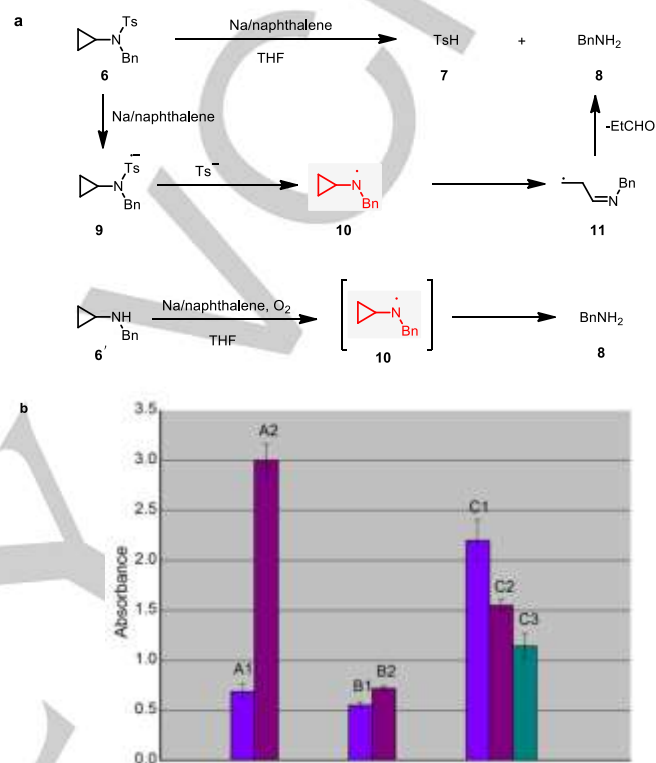 a
Ts
N
Bn
6
Na/naphthalene
THF
TsH
7
+
BnNH2
8
Na/naphthalene
-EtCHO
Ts
N
Bn
9
Ts−
N
Bn
10
Bn
N
11
NH
Bn
6′
Na/naphthalene, O2
THF
N
Bn
10
BnNH2
8
b
3.5
3.0
2.5
2.0
1.5
1.0
0.5
0.0
Absorbance
A1
A2
B1
B2
C1
C2
C3